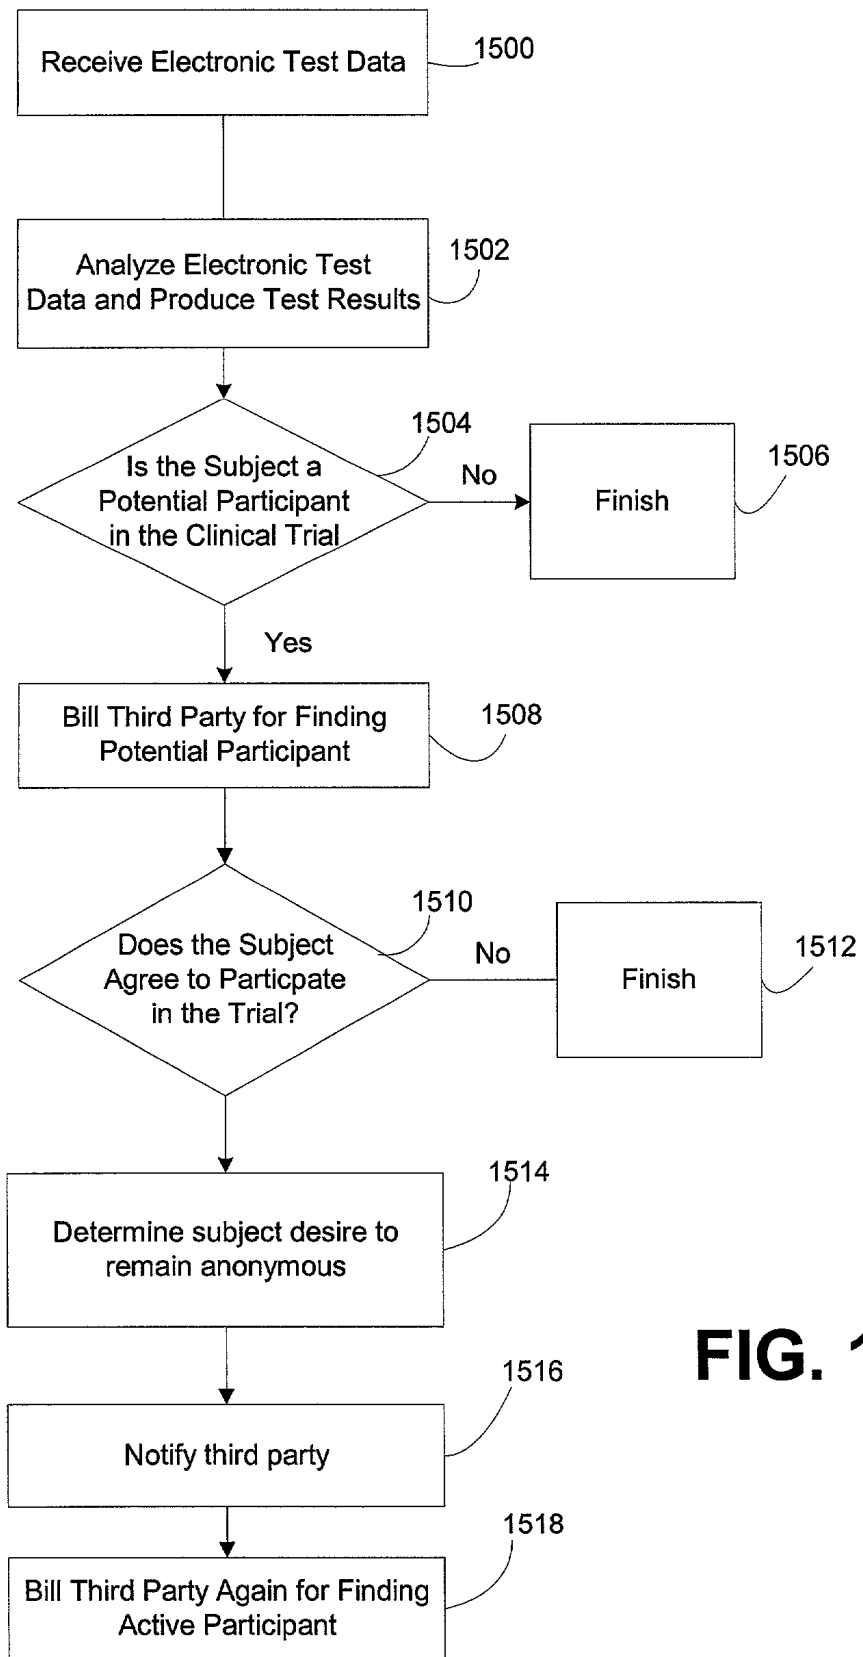 Receive Electronic Test Data
1500
Analyze Electronic Test
Data and Produce Test Results
1502
Is the Subject a
Potential Participant
in the Clinical Trial
1504
No
Finish
1506
Yes
Bill Third Party for Finding
Potential Participant
1508
Does the Subject
Agree to Particpate
in the Trial?
1510
No
Finish
1512
Determine subject desire to
remain anonymous
1514
Notify third party
1516
Bill Third Party Again for Finding
Active Participant
1518
FIG.